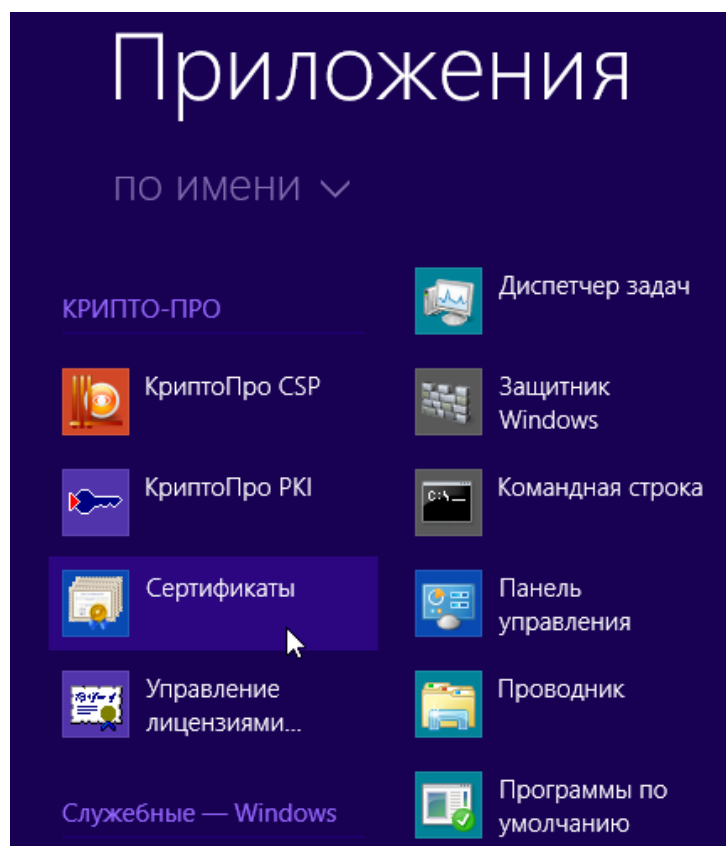 Приложения
по имени
КРИПТО-ПРО
КриптоПро CSP
КриптоПро PKI
Сертификаты
Управление
лицензиями...
Служебные — Windows
Диспетчер задач
Защитник
Windows
C:\_
Командная строка
Панель
управления
Проводник
Программы по
умолчанию